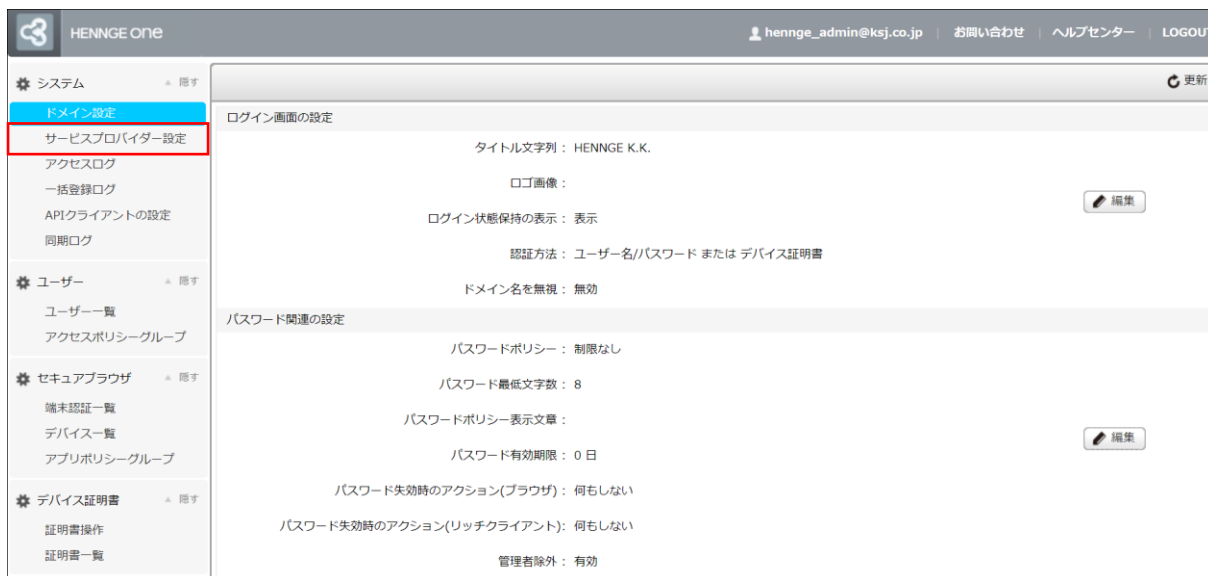 HENNGE one
hennge_admin@ksj.co.jp | お問い合わせ | ヘルプセンター | LOGOUT
システム ▲ 隠す
ドメイン設定
サービスプロバイダー設定
アクセスログ
一括登録ログ
APIクライアントの設定
同期ログ
ユーザー ▲ 隠す
ユーザー一覧
アクセスポリシーグループ
セキュアブラウザ ▲ 隠す
端末認証一覧
デバイス一覧
アプリポリシーグループ
デバイス証明書 ▲ 隠す
証明書操作
証明書一覧
更新
ログイン画面の設定
タイトル文字列 : HENNGE K.K.
ロゴ画像 :
ログイン状態保持の表示 : 表示
認証方法 : ユーザー名/パスワード または デバイス証明書
ドメイン名を無視 : 無効
編集
パスワード関連の設定
パスワードポリシー : 制限なし
パスワード最低文字数 : 8
パスワードポリシー表示文章 :
パスワード有効期限 : 0 日
パスワード失効時のアクション(ブラウザ) : 何もしない
パスワード失効時のアクション(リッチクライアント): 何もしない
管理者除外 : 有効
編集